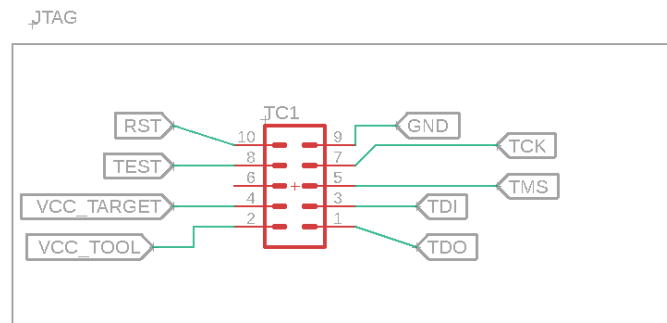 JTAG
TC1
RST 10 9 GND
TEST 8 7 TCK
6 5 TMS
VCC_TARGET 4 3 TDI
VCC_TOOL 2 1 TDO